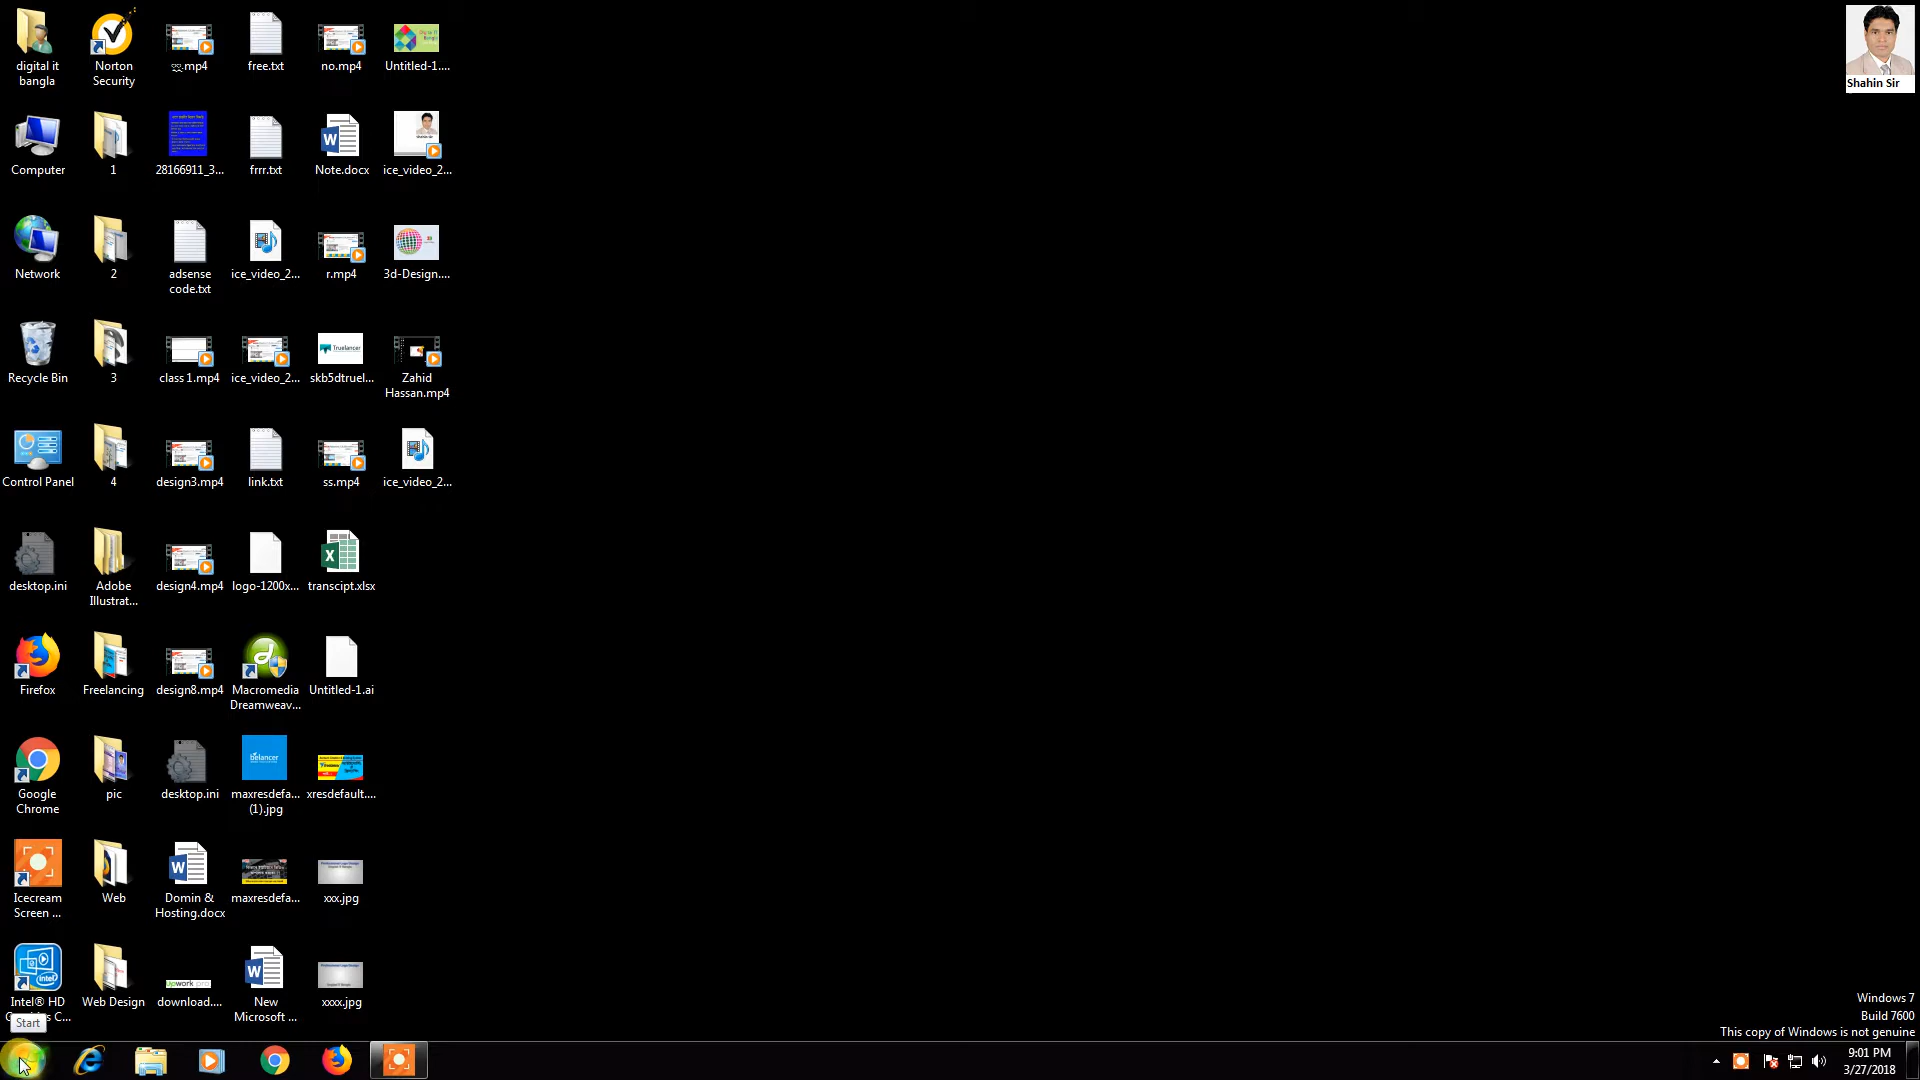 digital it
bangla
Norton
Security
.mp4
free.txt
no.mp4
Untitled-1....
Shahin Sir
Computer
1
28166911_3...
frrr.txt
Note.docx
ice_video_2...
Network
2
adsense
code.txt
ice_video_2...
r.mp4
3d-Design....
Recycle Bin
3
class 1.mp4
ice_video_2...
Truelancer
skb5dtruel...
Zahid
Hassan.mp4
Control Panel
4
design3.mp4
link.txt
ss.mp4
ice_video_2...
desktop.ini
Adobe
Illustrat...
design4.mp4
logo-1200x...
transcipt.xlsx
Firefox
Freelancing
design8.mp4
Macromedia
Dreamweav...
Untitled-1.ai
Google
Chrome
pic
desktop.ini
belancer
maxresdefa...
(1).jpg
xresdefault....
Icecream
Screen ...
Web
Domin &
Hosting.docx
maxresdefa...
xxx.jpg
Intel® HD
Web Design
upwork pro
download....
New
Microsoft ...
xxxx.jpg
Start
Windows 7
Build 7600
This copy of Windows is not genuine
9:01 PM
3/27/2018